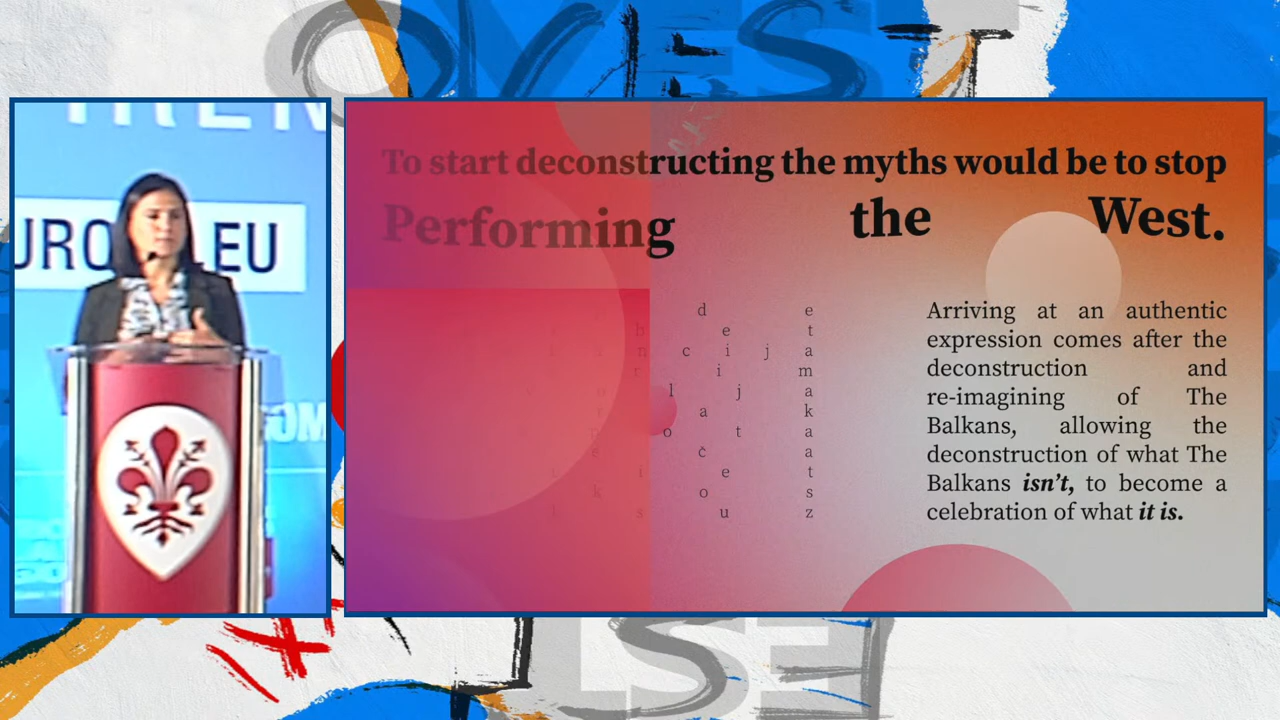 To start deconstructing the myths would be to stop
Performing the West.
Arriving at an authentic
expression comes after the
deconstruction and
re-imagining of The
Balkans, allowing the
deconstruction of what The
Balkans isn't, to become a
celebration of what it is.
d e
b e t
n c i j a
r i m
l j a
a k
o t a
e č a
i i e t
k o s
s u z